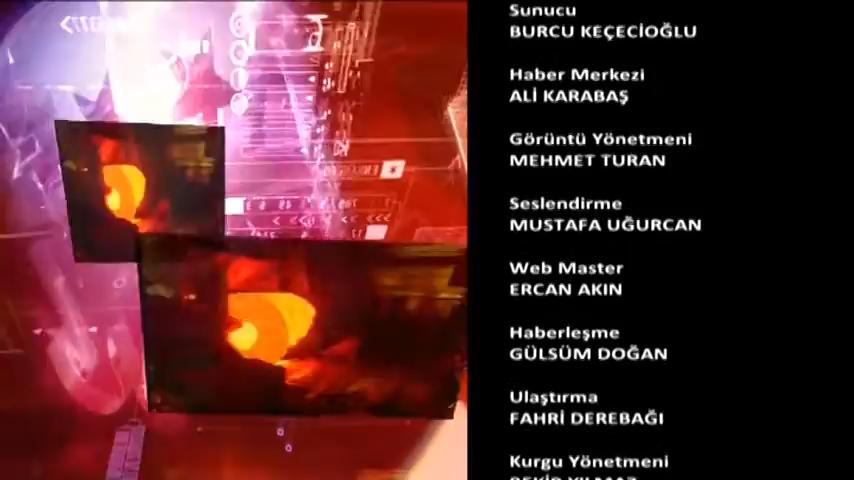 Sunucu
BURCU KEÇECİOĞLU
Haber Merkezi
ALİ KARABAŞ
Görüntü Yönetmeni
MEHMET TURAN
Seslendirme
MUSTAFA UĞURCAN
Web Master
ERCAN AKIN
Haberleşme
GÜLSÜM DOĞAN
Ulaştırma
FAHRİ DEREBAĞI
Kurgu Yönetmeni